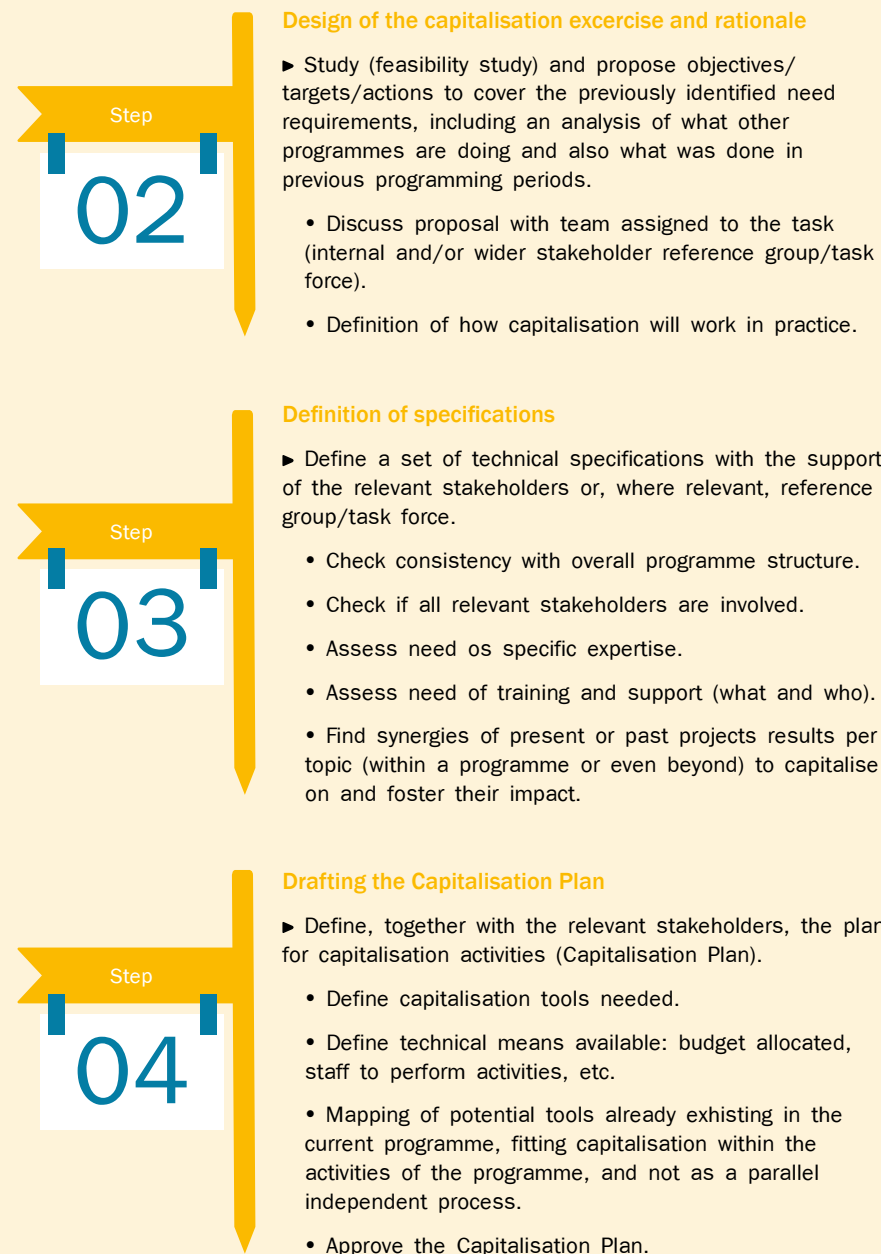 Design of the capitalisation excercise and rationale
► Study (feasibility study) and propose objectives/
targets/actions to cover the previously identified need
requirements, including an analysis of what other
programmes are doing and also what was done in
previous programming periods.
• Discuss proposal with team assigned to the task
(internal and/or wider stakeholder reference group/task
force).
• Definition of how capitalisation will work in practice.
Step
02
Definition of specifications
► Define a set of technical specifications with the support
of the relevant stakeholders or, where relevant, reference
group/task force.
• Check consistency with overall programme structure.
• Check if all relevant stakeholders are involved.
• Assess need os specific expertise.
• Assess need of training and support (what and who).
• Find synergies of present or past projects results per
topic (within a programme or even beyond) to capitalise
on and foster their impact.
Step
03
Drafting the Capitalisation Plan
► Define, together with the relevant stakeholders, the plan
for capitalisation activities (Capitalisation Plan).
• Define capitalisation tools needed.
• Define technical means available: budget allocated,
staff to perform activities, etc.
• Mapping of potential tools already exhisting in the
current programme, fitting capitalisation within the
activities of the programme, and not as a parallel
independent process.
• Approve the Capitalisation Plan.
Step
04